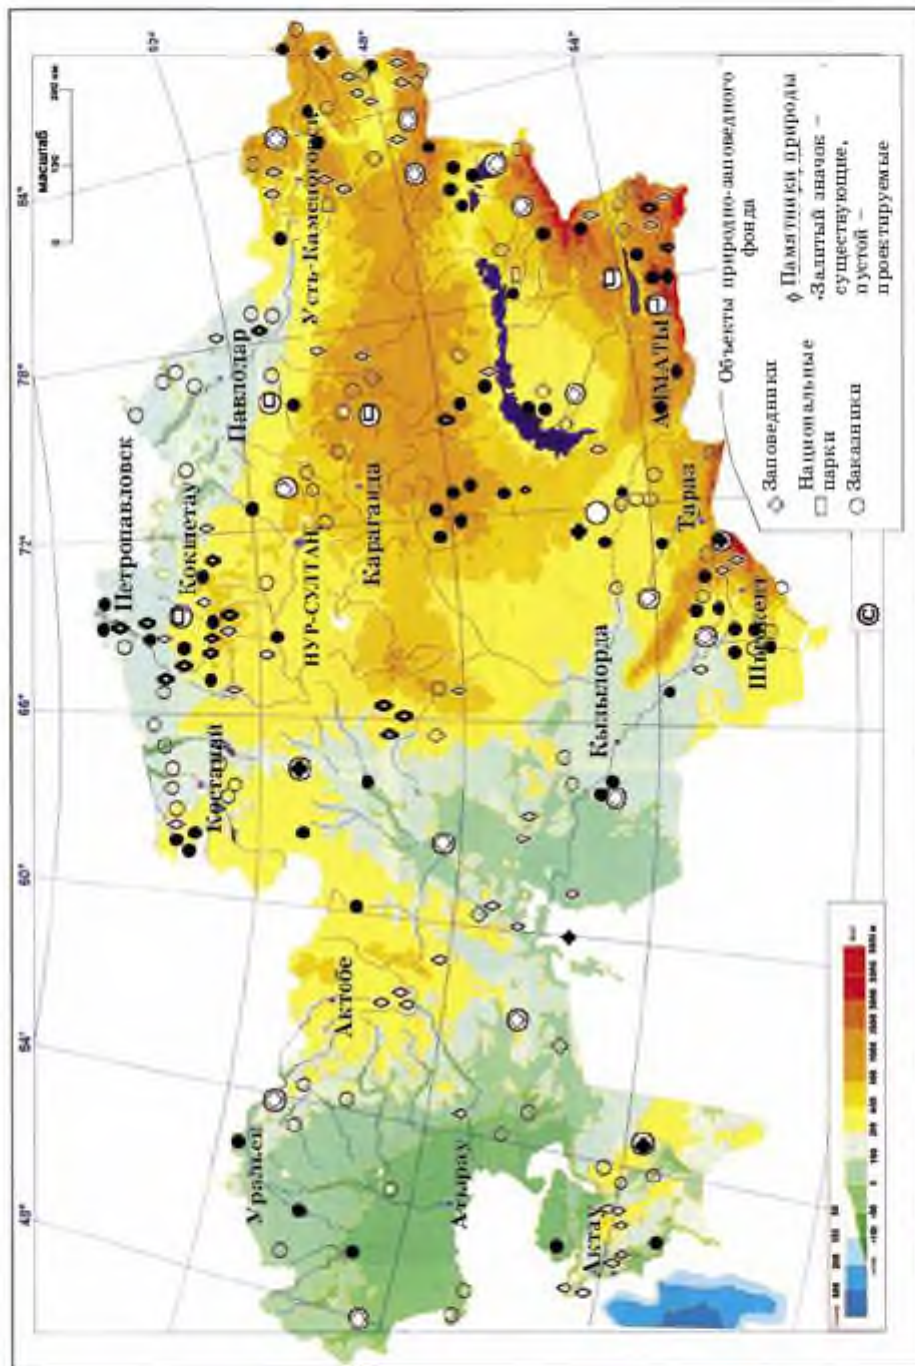 масштаб
48°
54°
60°
66°
72°
78°
84°
Петропавловск
Костанай
Кокшетау
Павлодар
Уральск
Актобе
НУР-СУЛТАН
Усть-Каменогорск
Караганда
Атырау
Кызылорда
Актау
Тараз
АЛМАТЫ
Шымкент
Объекты природно-заповедного
фонда
Заповедники
Национальные
парки
Заказники
Памятники природы
Залитый значок –
существующие,
пустой –
проектируемые
©